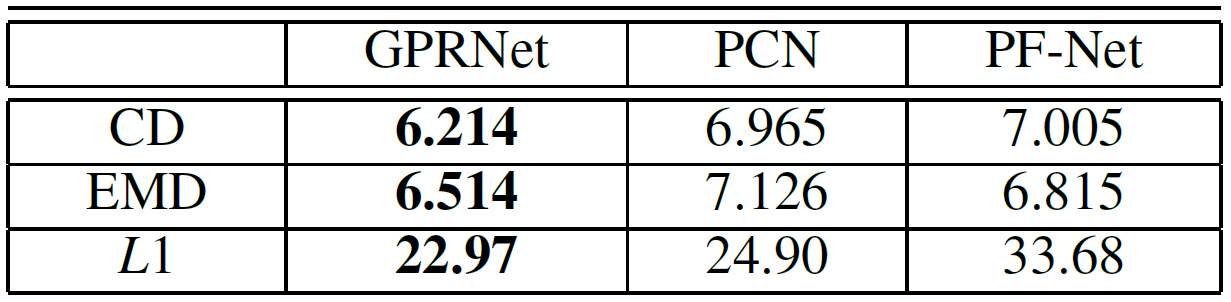 GPRNet PCN PF-Net
CD 6.214 6.965 7.005
EMD 6.514 7.126 6.815
L1 22.97 24.90 33.68